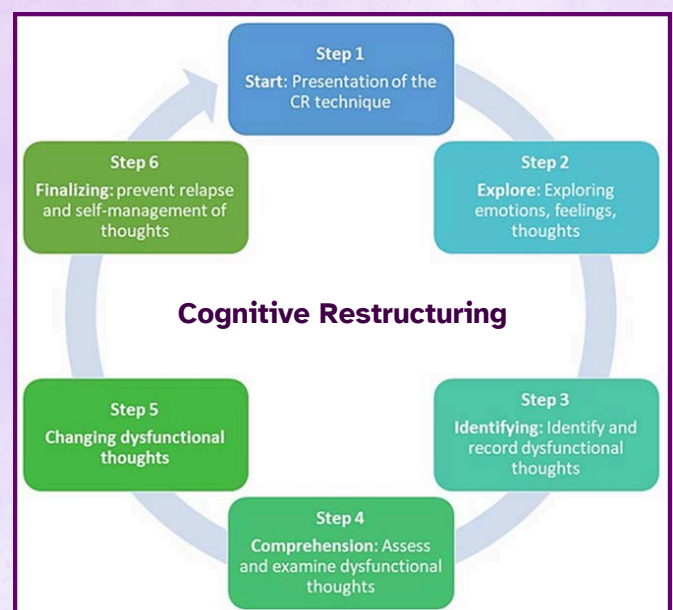 Step 1
Start: Presentation of the
CR technique
Step 2
Explore: Exploring
emotions, feelings,
thoughts
Step 3
Identifying: Identify and
record dysfunctional
thoughts
Step 4
Comprehension: Assess
and examine dysfunctional
thoughts
Step 5
Changing dysfunctional
thoughts
Step 6
Finalizing: prevent relapse
and self-management of
thoughts
Cognitive Restructuring